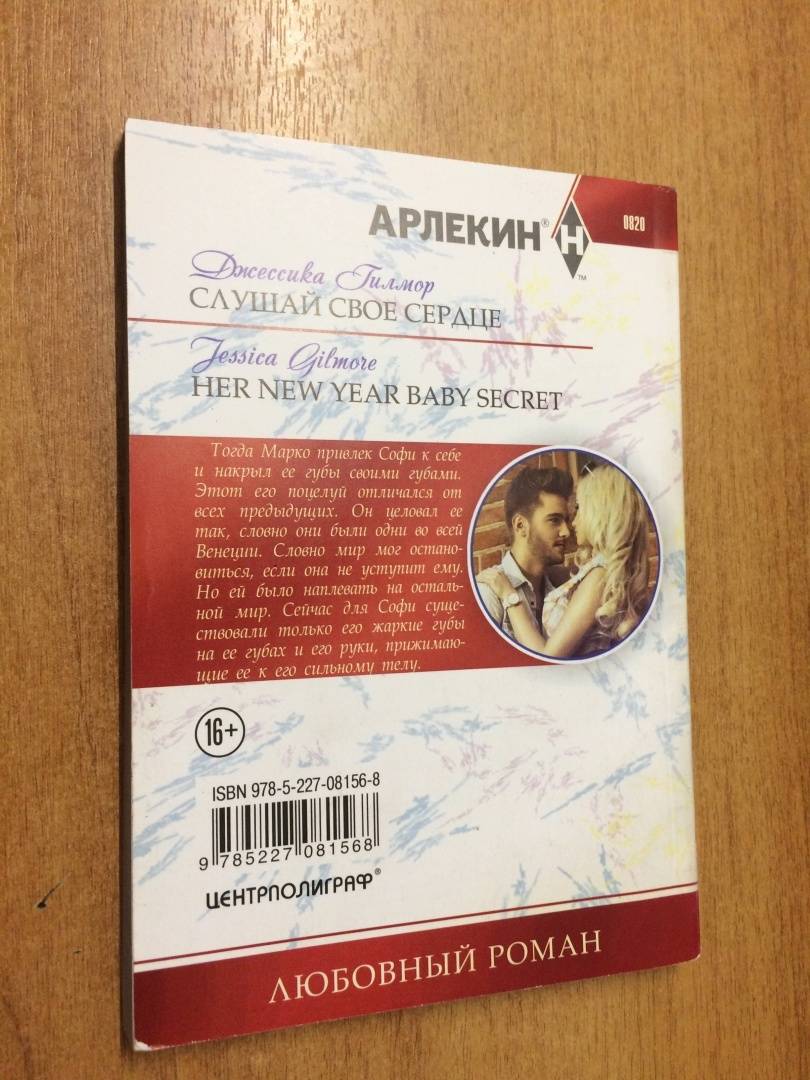 АРЛЕКИН®
H
™
0820
Джессика Гилмор
СЛУШАЙ СВОЕ СЕРДЦЕ
Jessica Gilmore
HER NEW YEAR BABY SECRET
Тогда Марко привлек Софи к себе
и накрыл ее губы своими губами.
Этот его поцелуй отличался от
всех предыдущих. Он целовал ее
так, словно они были одни во всей
Венеции. Словно мир мог остано-
виться, если она не уступит ему.
Но ей было наплевать на осталь-
ной мир. Сейчас для Софи суще-
ствовали только его жаркие губы
на ее губах и его руки, прижимаю-
щие ее к его сильному телу.
16+
ISBN 978-5-227-08156-8
9 785227 081568
ЦЕНТРПОЛИГРАФ®
ЛЮБОВНЫЙ РОМАН